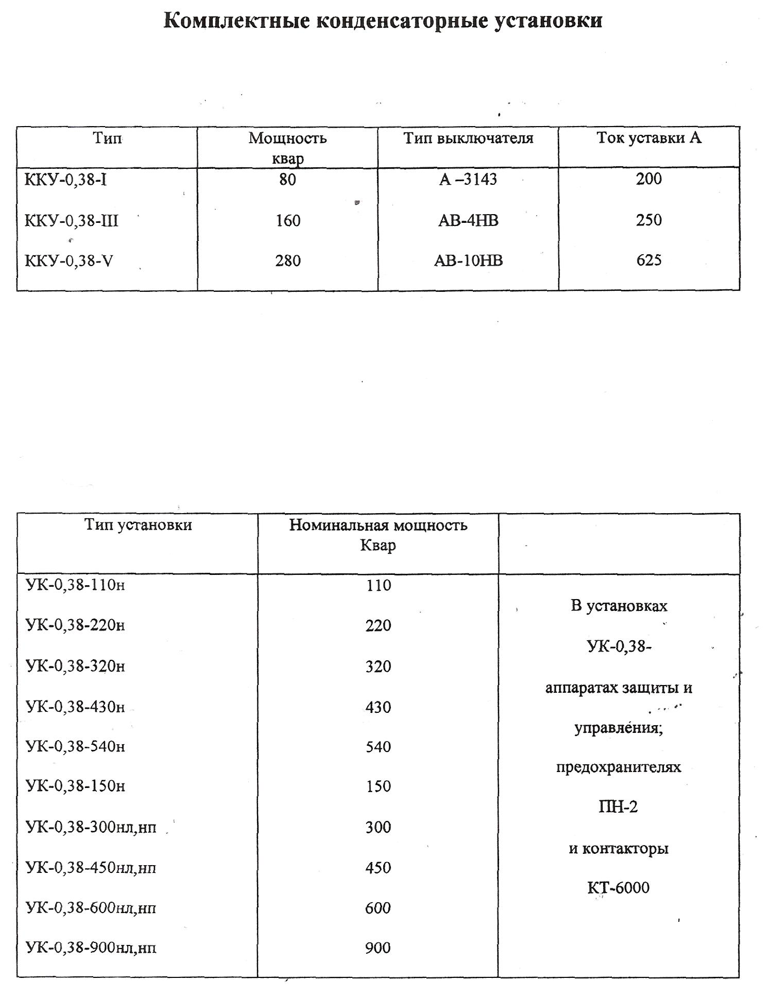 Комплектные конденсаторные установки
Тип Мощность Тип выключателя Ток уставки А
квар
ККУ-0,38-I 80 А –3143 200
ККУ-0,38-III 160 АВ-4НВ 250
ККУ-0,38-V 280 АВ-10НВ 625
Тип установки Номинальная мощность
Квар
УК-0,38-110н 110
В установках
УК-0,38-220н 220
УК-0,38-
УК-0,38-320н 320
аппаратах защиты и
УК-0,38-430н 430
управления;
УК-0,38-540н 540
предохранителях
УК-0,38-150н 150
ПН-2
УК-0,38-300нл,нп 300
и контакторы
УК-0,38-450нл,нп 450
КТ-6000
УК-0,38-600нл,нп 600
УК-0,38-900нл,нп 900